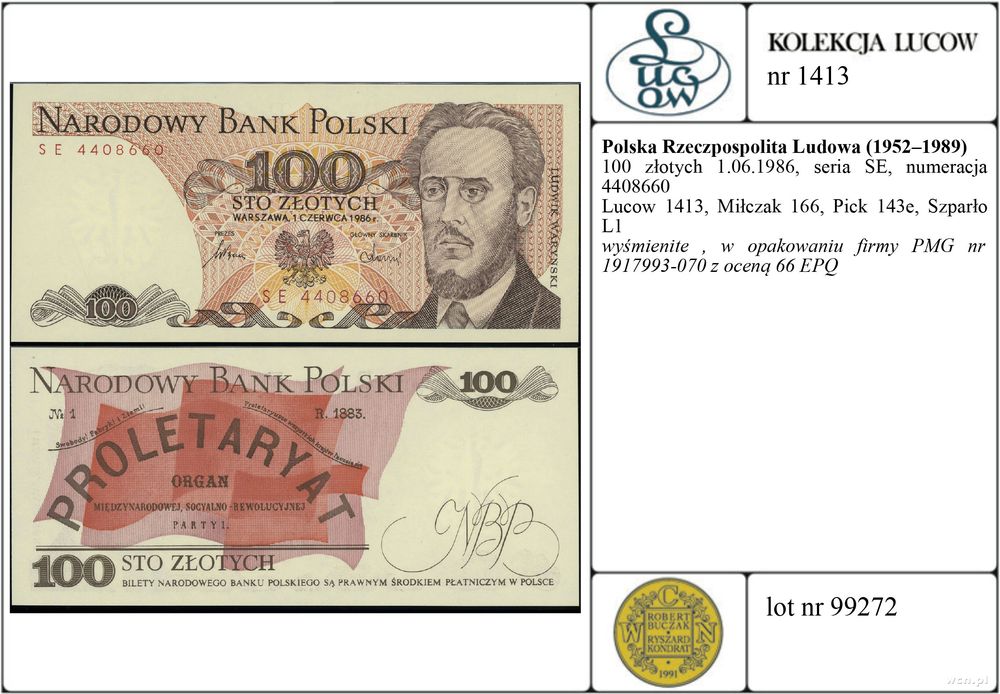 NARODOWY BANK POLSKI
SE 4408660
100
STO ZŁOTYCH
WARSZAWA, 1 CZERWCA 1986 r.
PREZES
GŁÓWNY SKARBNIK
SE 4408660
LUDWIK WARYŃSKI
100
NARODOWY BANK POLSKI
100
№ 1
R. 1883.
Swobody! Fabryki i Ziemi!
PROLETARYAT
ORGAN
MIĘDZYNARODOWEJ, SOCYALNO-REWOLUCYJNEJ
PARTYI.
NBP
100 STO ZŁOTYCH
BILETY NARODOWEGO BANKU POLSKIEGO SĄ PRAWNYM ŚRODKIEM PŁATNICZYM W POLSCE
Lucow
KOLEKCJA LUCOW
nr 1413
Polska Rzeczpospolita Ludowa (1952–1989)
100 złotych 1.06.1986, seria SE, numeracja
4408660
Lucow 1413, Miłczak 166, Pick 143e, Szparło
L1
wyśmienite , w opakowaniu firmy PMG nr
1917993-070 z oceną 66 EPQ
W C N
ROBERT
BUCZAK
RYSZARD
KONDRAT
1991
lot nr 99272
wcn.pl